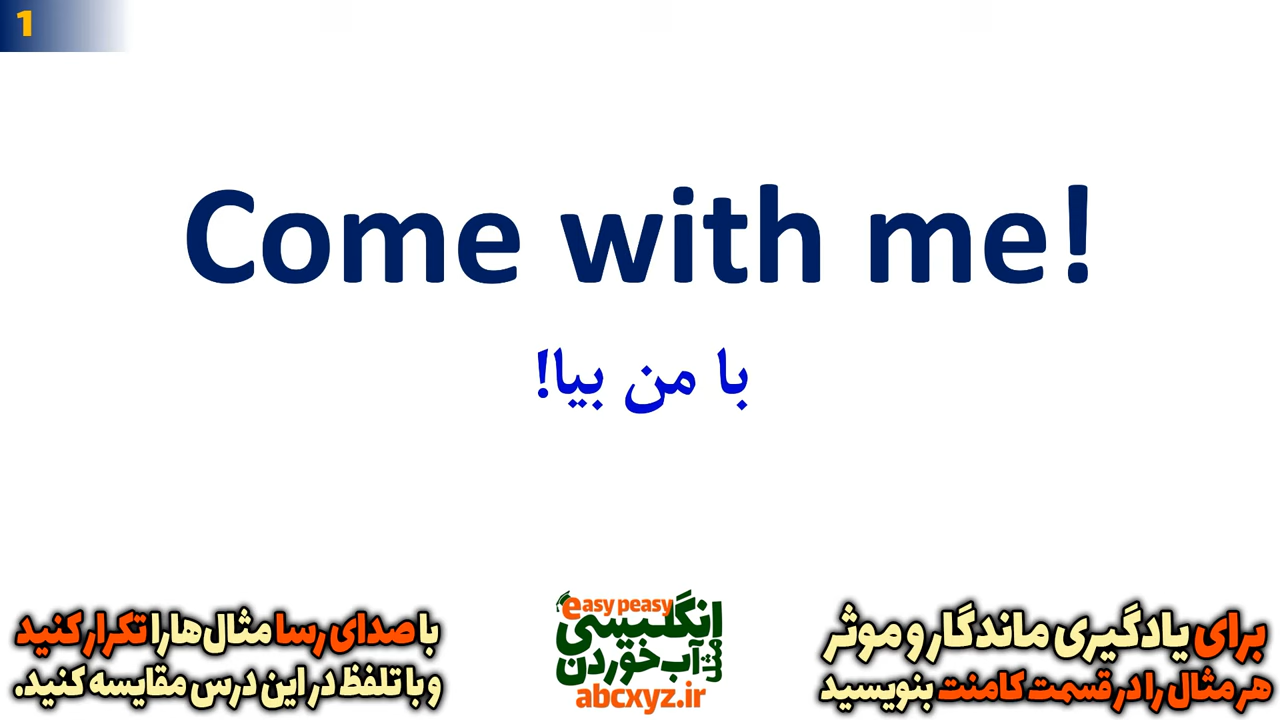 1
Come with me!
با من بیا!
با صدای رسا مثال‌ها را تکرار کنید
و با تلفظ در این درس مقایسه کنید.
easy peasy
انگلیسی
مثل آب خوردن
abcxyz.ir
برای یادگیری ماندگار و موثر
هر مثال را در قسمت کامنت بنویسید